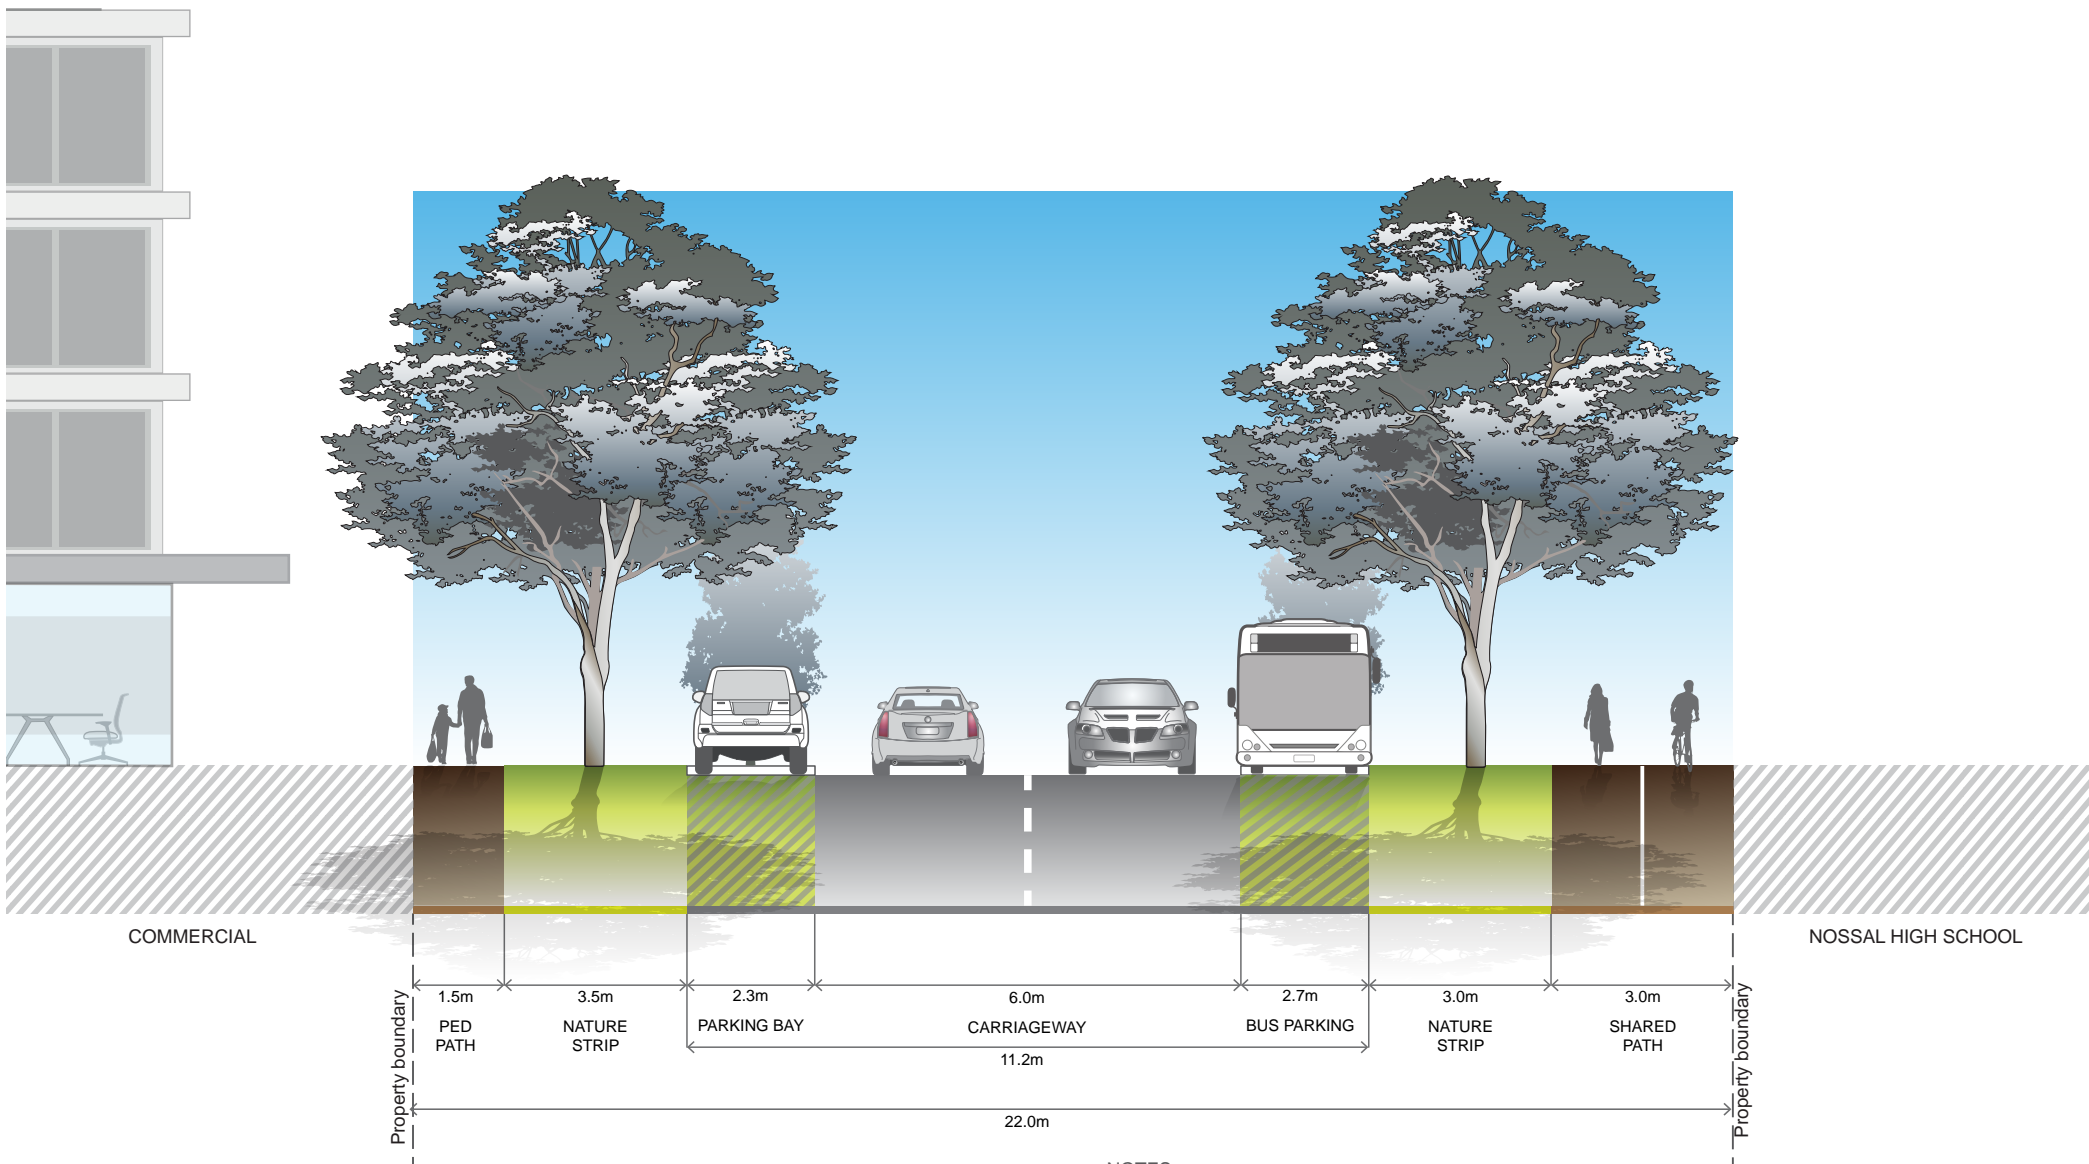 COMMERCIAL
NOSSAL HIGH SCHOOL
1.5m
3.5m
2.3m
6.0m
2.7m
3.0m
3.0m
PED
PATH
NATURE
STRIP
PARKING BAY
CARRIAGEWAY
BUS PARKING
NATURE
STRIP
SHARED
PATH
11.2m
22.0m
Property boundary
Property boundary